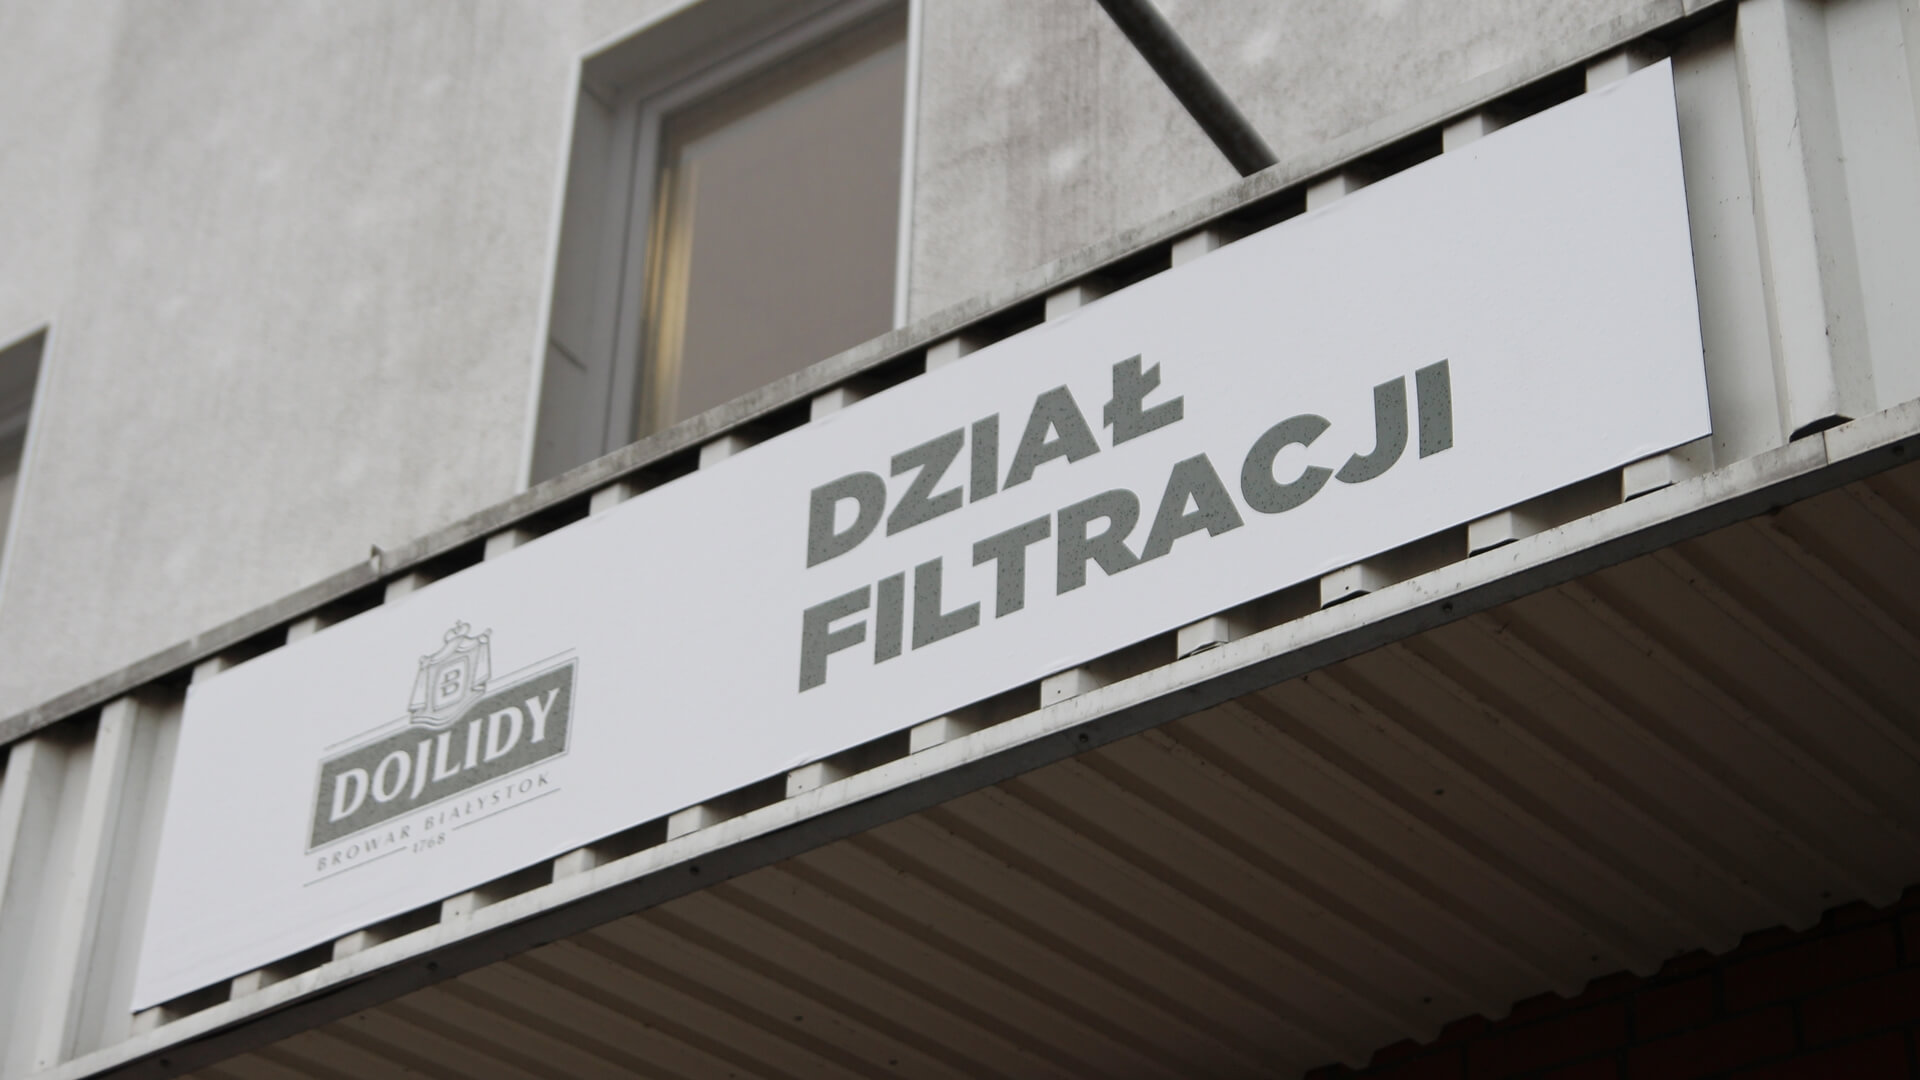 B
DOJLIDY
BROWAR BIAŁYSTOK
1768
DZIAŁ
FILTRACJI